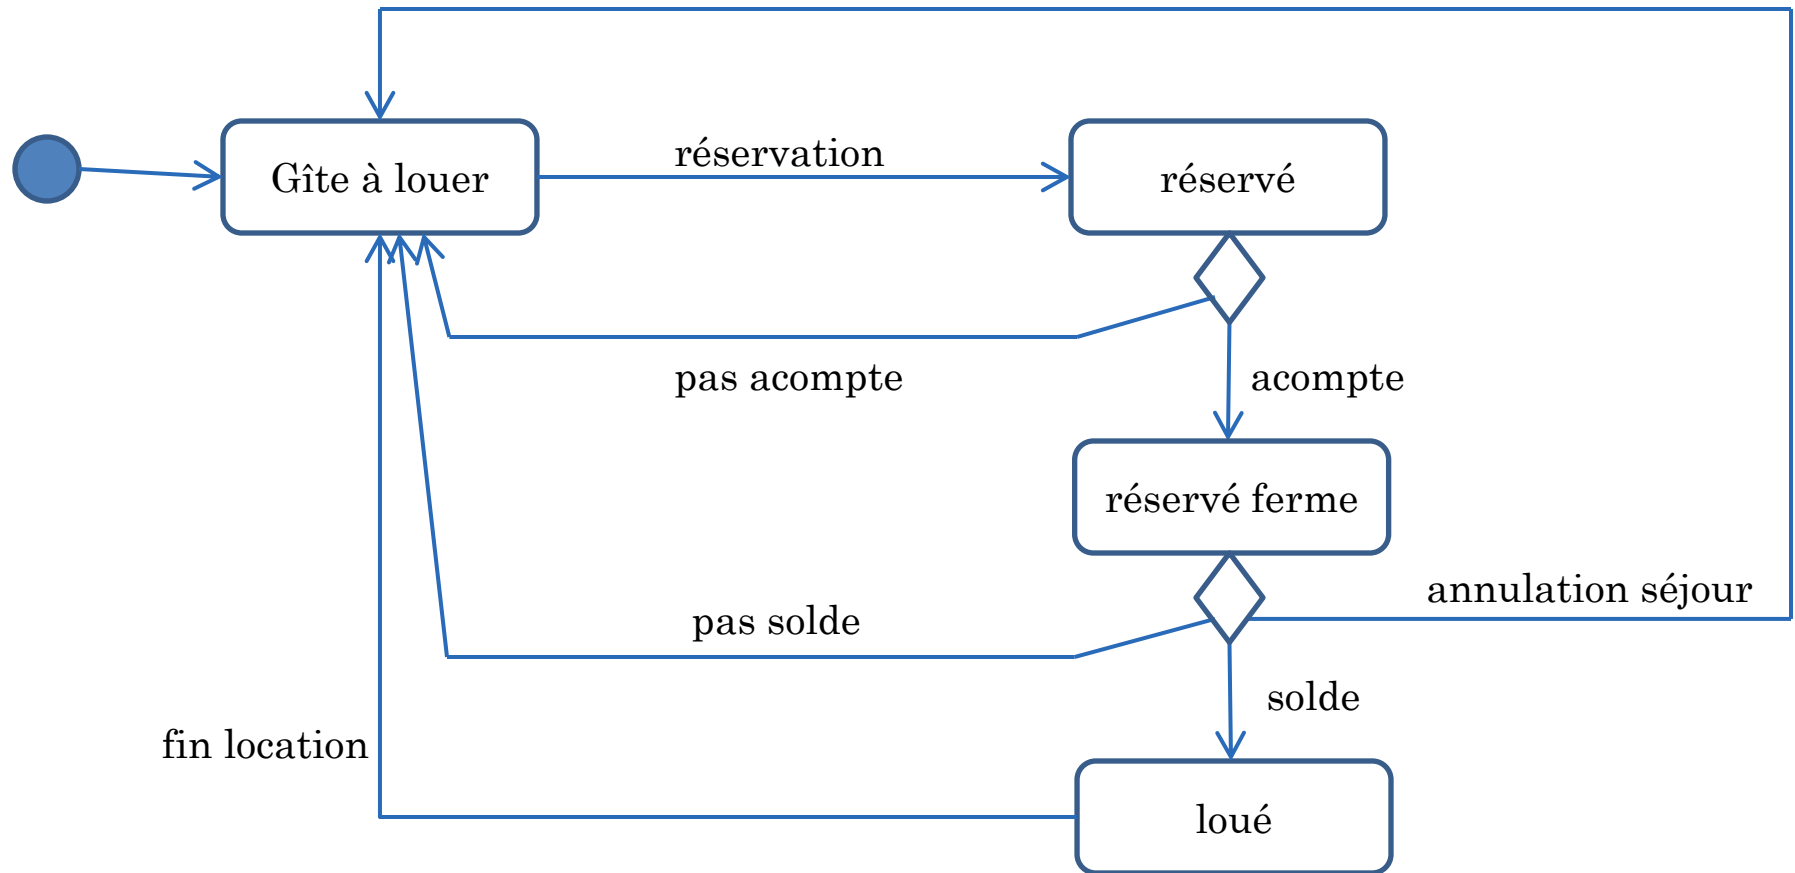 Gîte à louer
réservation
réservé
pas acompte
acompte
réservé ferme
annulation séjour
pas solde
solde
fin location
loué